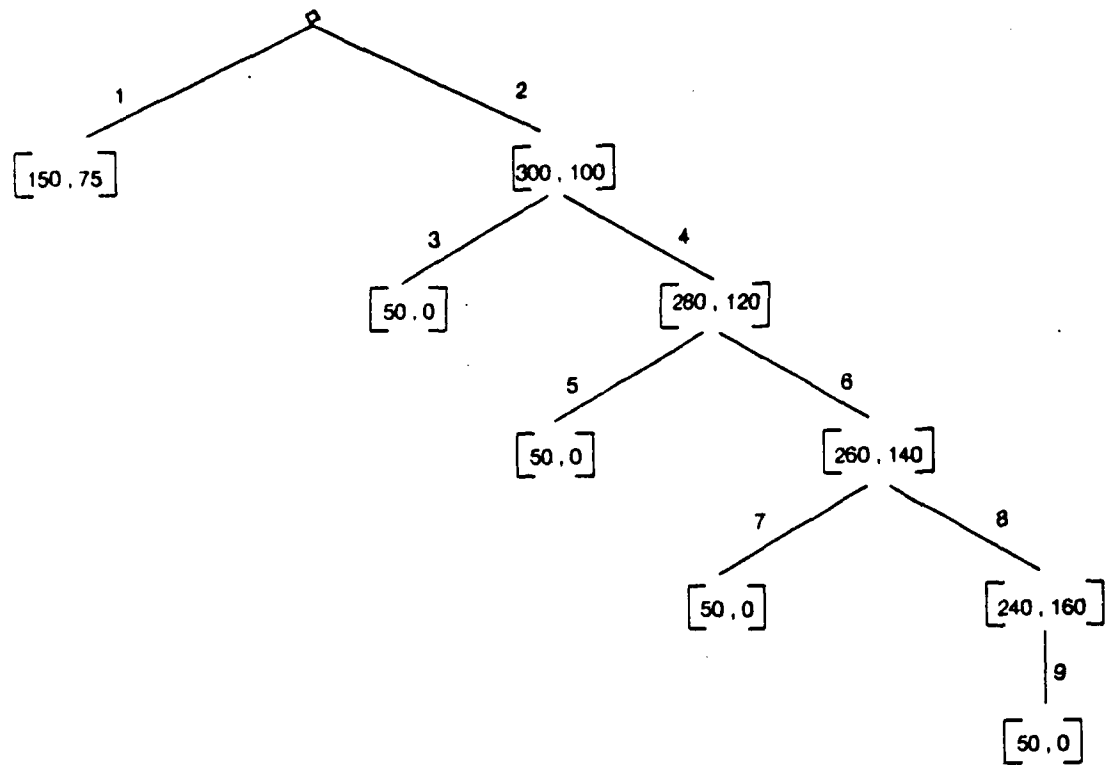 1
2
[150 , 75]
[300 , 100]
3
4
[50 , 0]
[280 , 120]
5
6
[50 , 0]
[260 , 140]
7
8
[50 , 0]
[240 , 160]
9
[50 , 0]